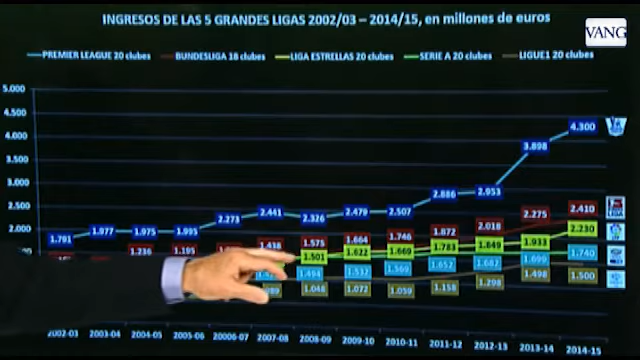 INGRESOS DE LAS 5 GRANDES LIGAS 2002/03 – 2014/15, en millones de euros
VANG
PREMIER LEAGUE 20 clubes BUNDESLIGA 18 clubes LIGA ESTRELLAS 20 clubes SERIE A 20 clubes LIGUE1 20 clubes
5.000
4.500 4.300
4.000 3.898
3.500
3.000 2.886 2.953
2.500 2.273 2.441 2.326 2.479 2.507 2.275 2.410
2.000 1.791 1.977 1.975 1.995 1.872 2.018 2.230
1.236 1.195 1.438 1.575 1.664 1.746 1.783 1.849 1.933
1.501 1.622 1.669 1.740
1.494 1.532 1.569 1.652 1.682 1.699
1.048 1.072 1.059 1.158 1.298 1.498 1.500
2002-03 2003-04 2004-05 2005-06 20006-07 2007-08 2008-09 2009-10 2010-11 2011-12 2012-13 2013-14 2014-15